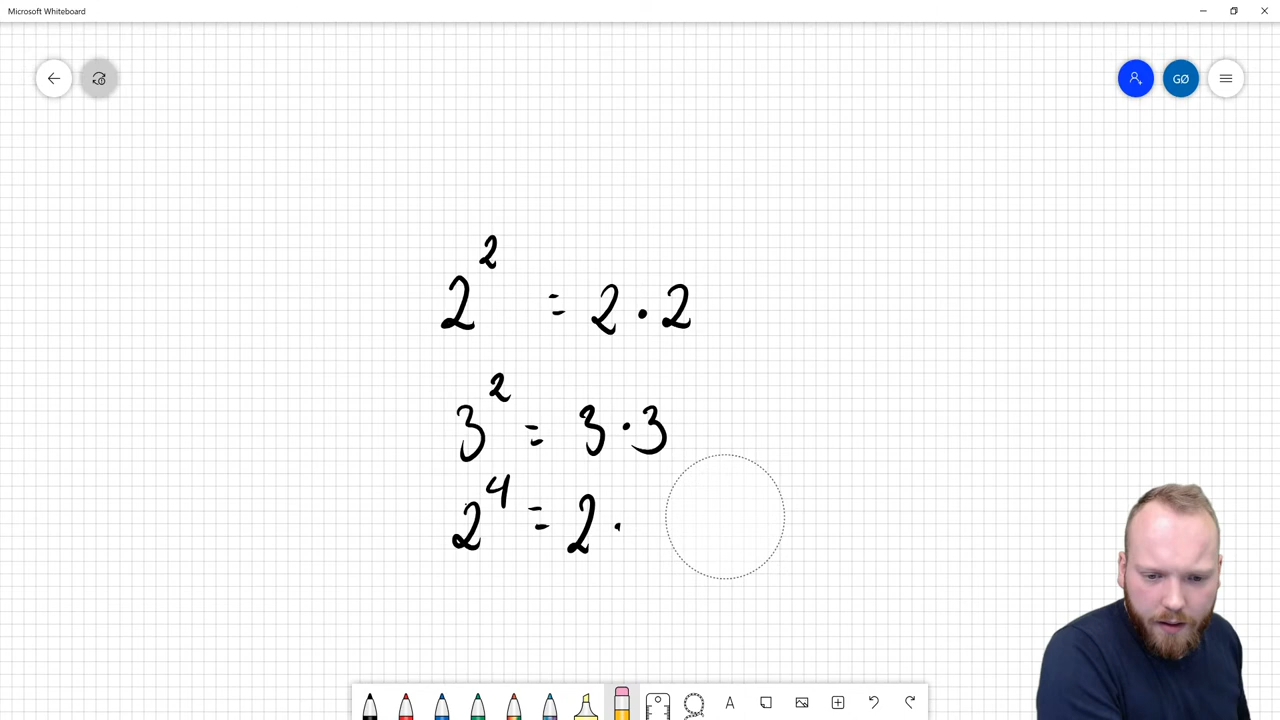 Microsoft Whiteboard
GØ
2² = 2 · 2
3² = 3 · 3
2⁴ = 2 ·
A